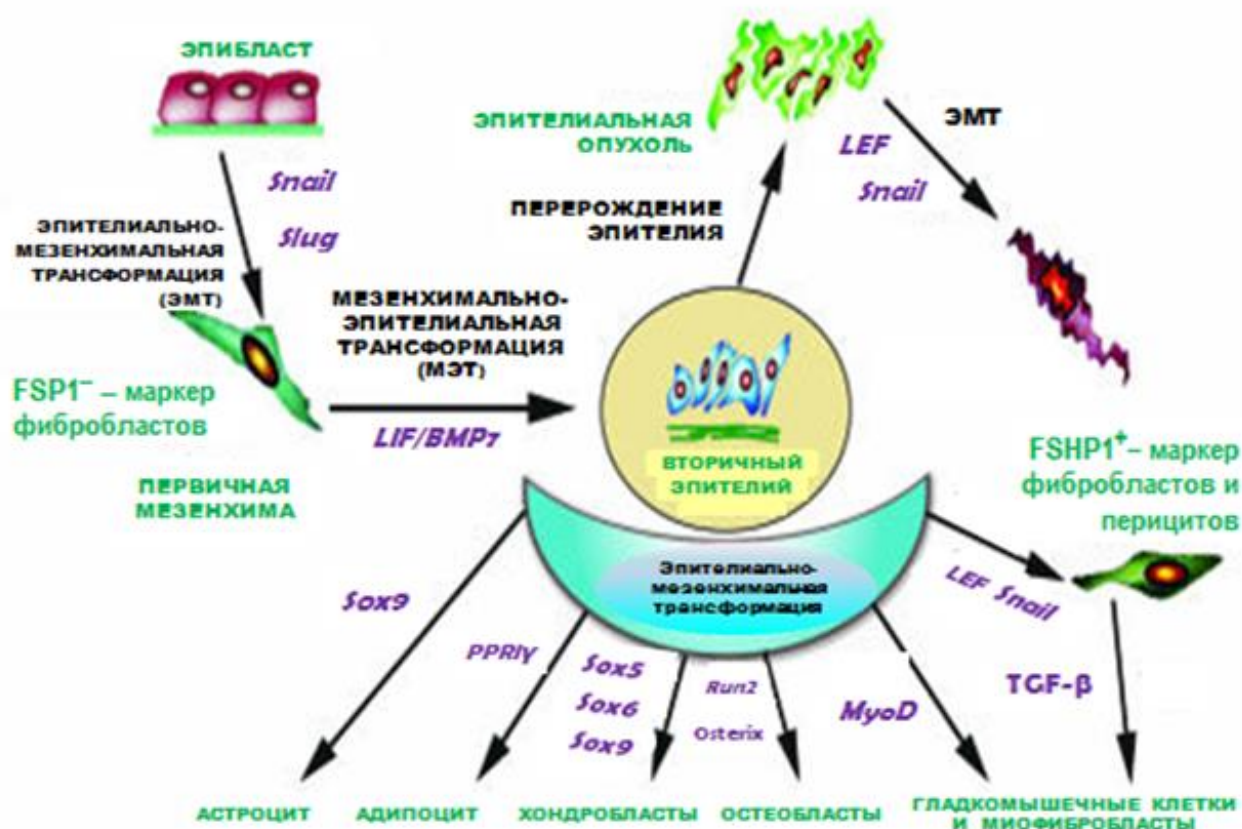 ЭПИБЛАСТ
Snail
Slug
ЭПИТЕЛИАЛЬНО-
МЕЗЕНХИМАЛЬНАЯ
ТРАНСФОРМАЦИЯ
(ЭМТ)
FSP1⁻ – маркер
фибробластов
ПЕРВИЧНАЯ
МЕЗЕНХИМА
МЕЗЕНХИМАЛЬНО-
ЭПИТЕЛИАЛЬНАЯ
ТРАНСФОРМАЦИЯ
(МЭТ)
LIF/BMP7
ЭПИТЕЛИАЛЬНАЯ
ОПУХОЛЬ
ПЕРЕРОЖДЕНИЕ
ЭПИТЕЛИЯ
LEF
Snail
ЭМТ
ВТОРИЧНЫЙ
ЭПИТЕЛИЙ
FSHP1⁺– маркер
фибробластов и
перицитов
Эпителиально-
мезенхимальная
трансформация
LEF Snail
TGF-β
Sox9
PPRIγ
Sox5
Sox6
Sox9
Run2
Osterix
MyoD
АСТРОЦИТ
АДИПОЦИТ
ХОНДРОБЛАСТЫ
ОСТЕОБЛАСТЫ
ГЛАДКОМЫШЕЧНЫЕ КЛЕТКИ
И МИОФИБРОБЛАСТЫ